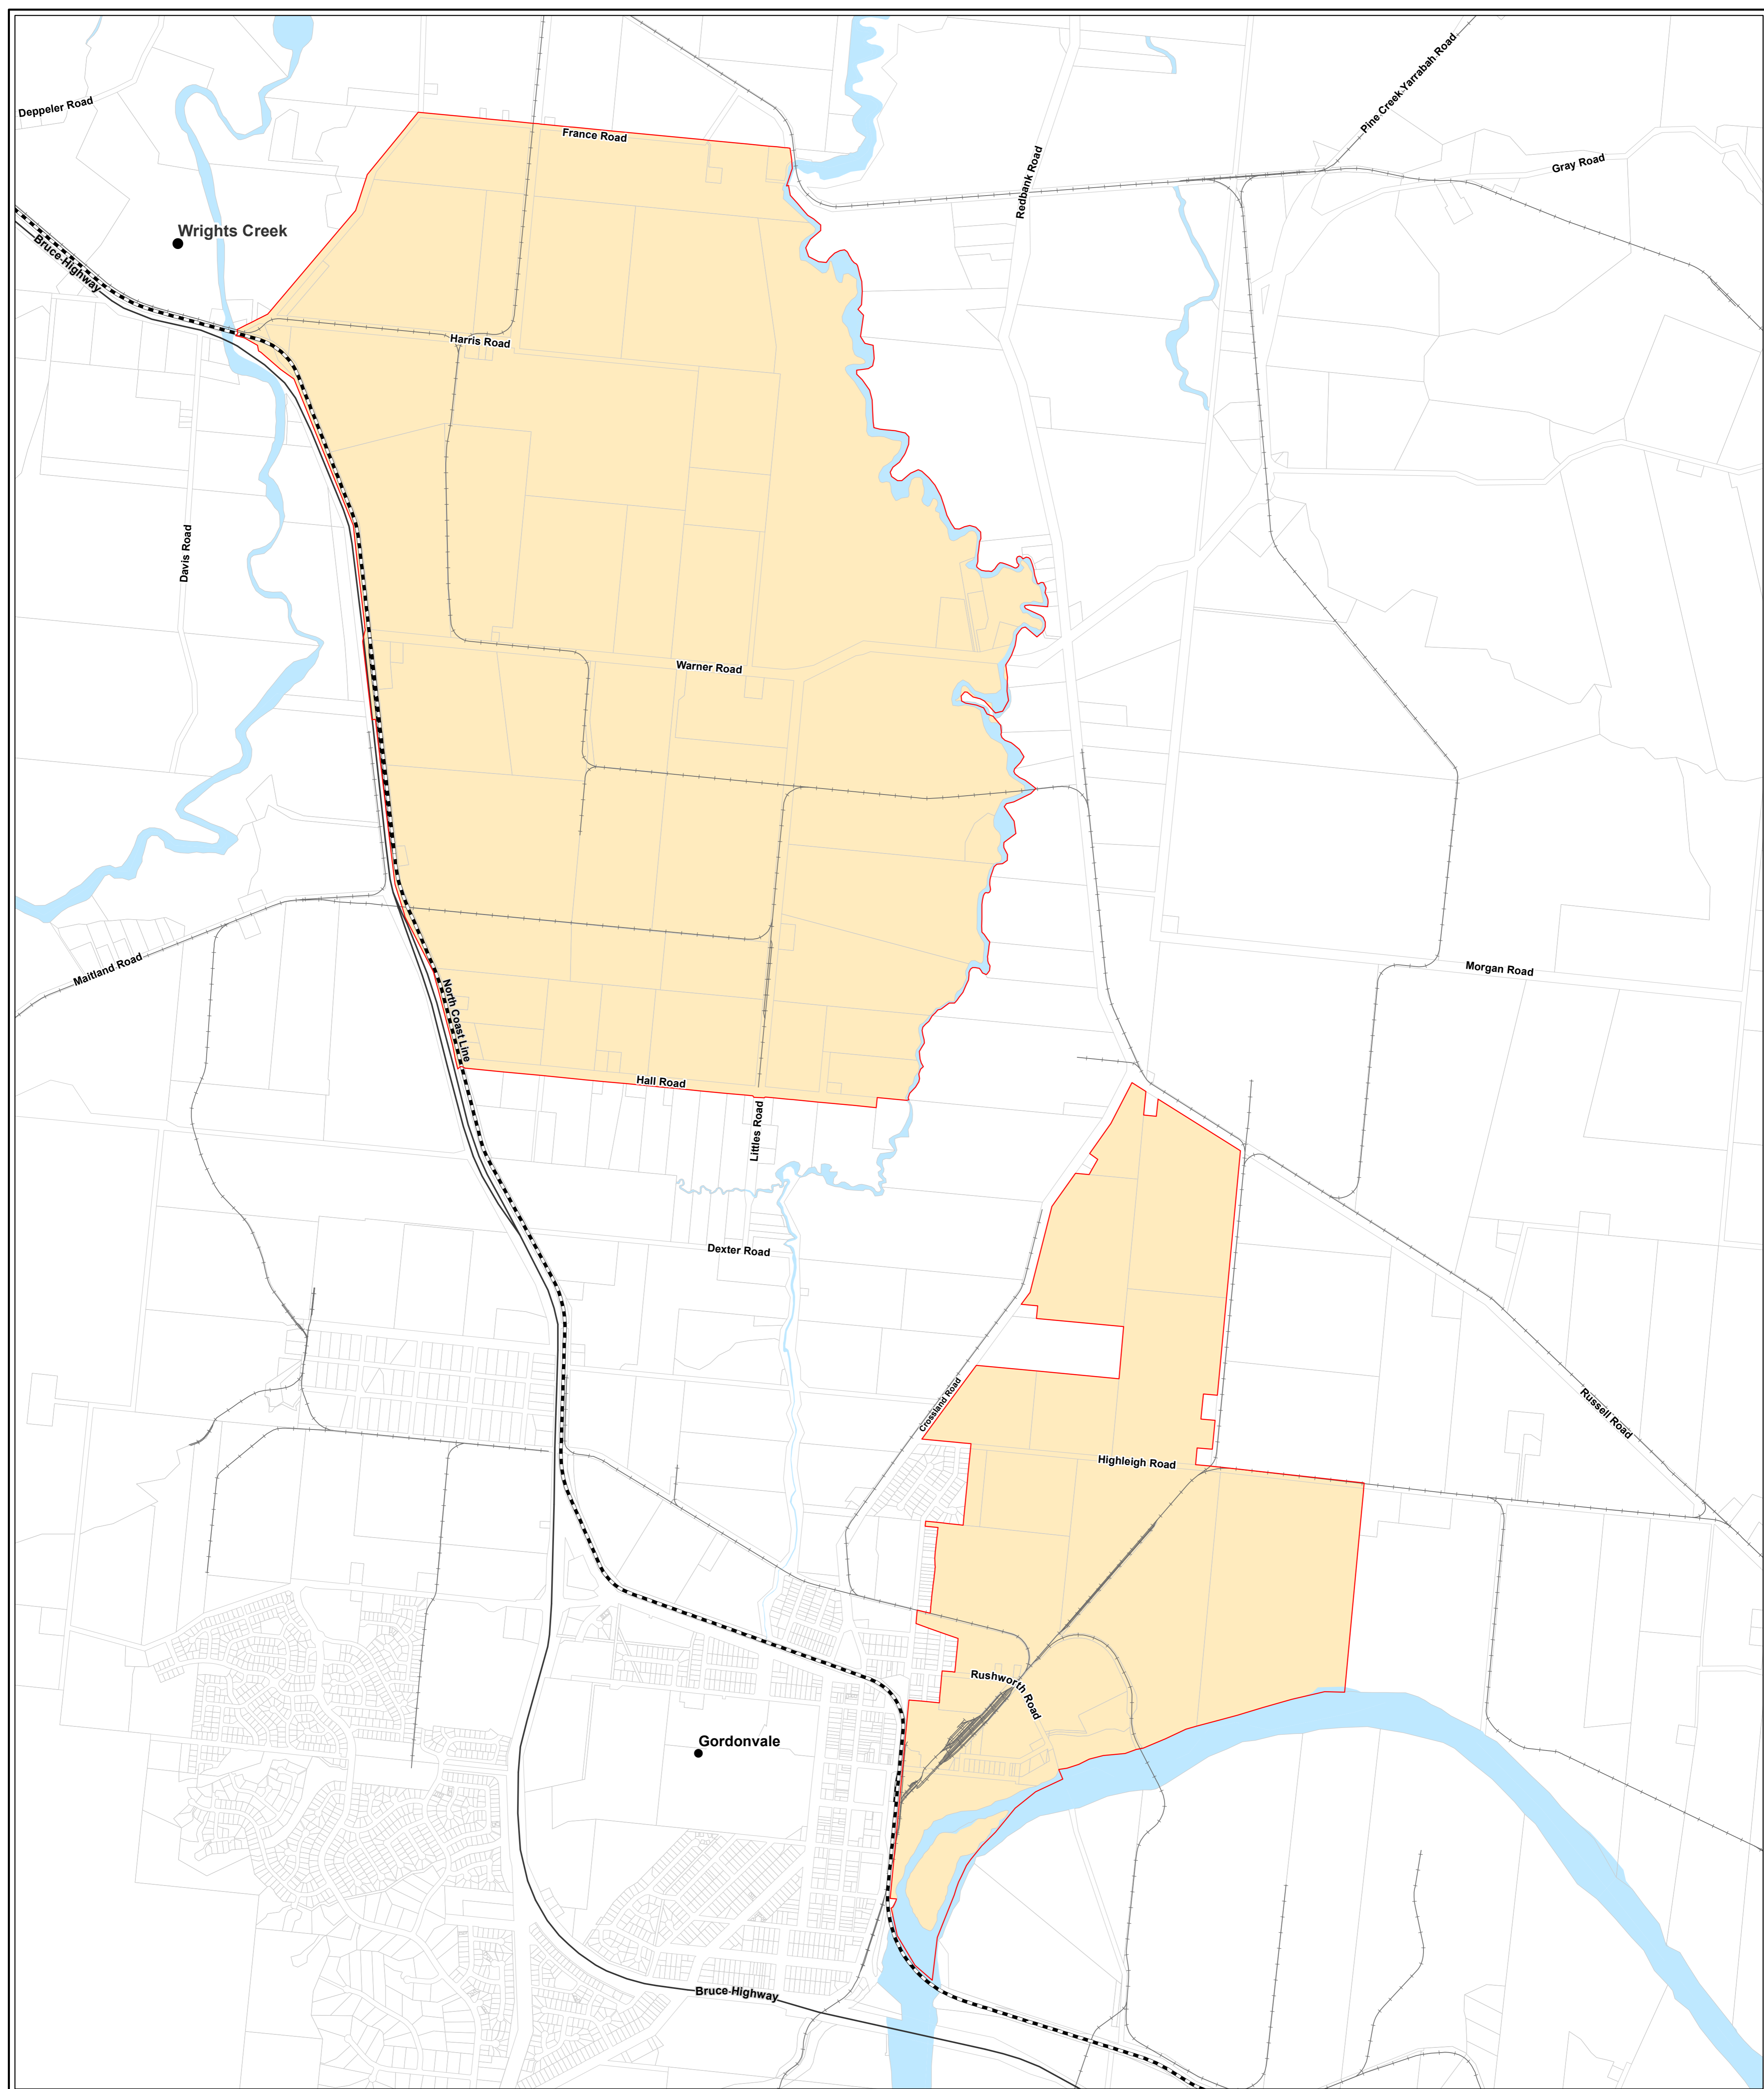 Deppeler Road
France Road
Pine Creek-Yarrabah Road
Gray Road
Redbank Road
Wrights Creek
Bruce Highway
Harris Road
Davis Road
Warner Road
Maitland Road
North Coast Line
Morgan Road
Hall Road
Littles Road
Dexter Road
Crossland Road
Russell Road
Highleigh Road
Rushworth Road
Gordonvale
Bruce Highway